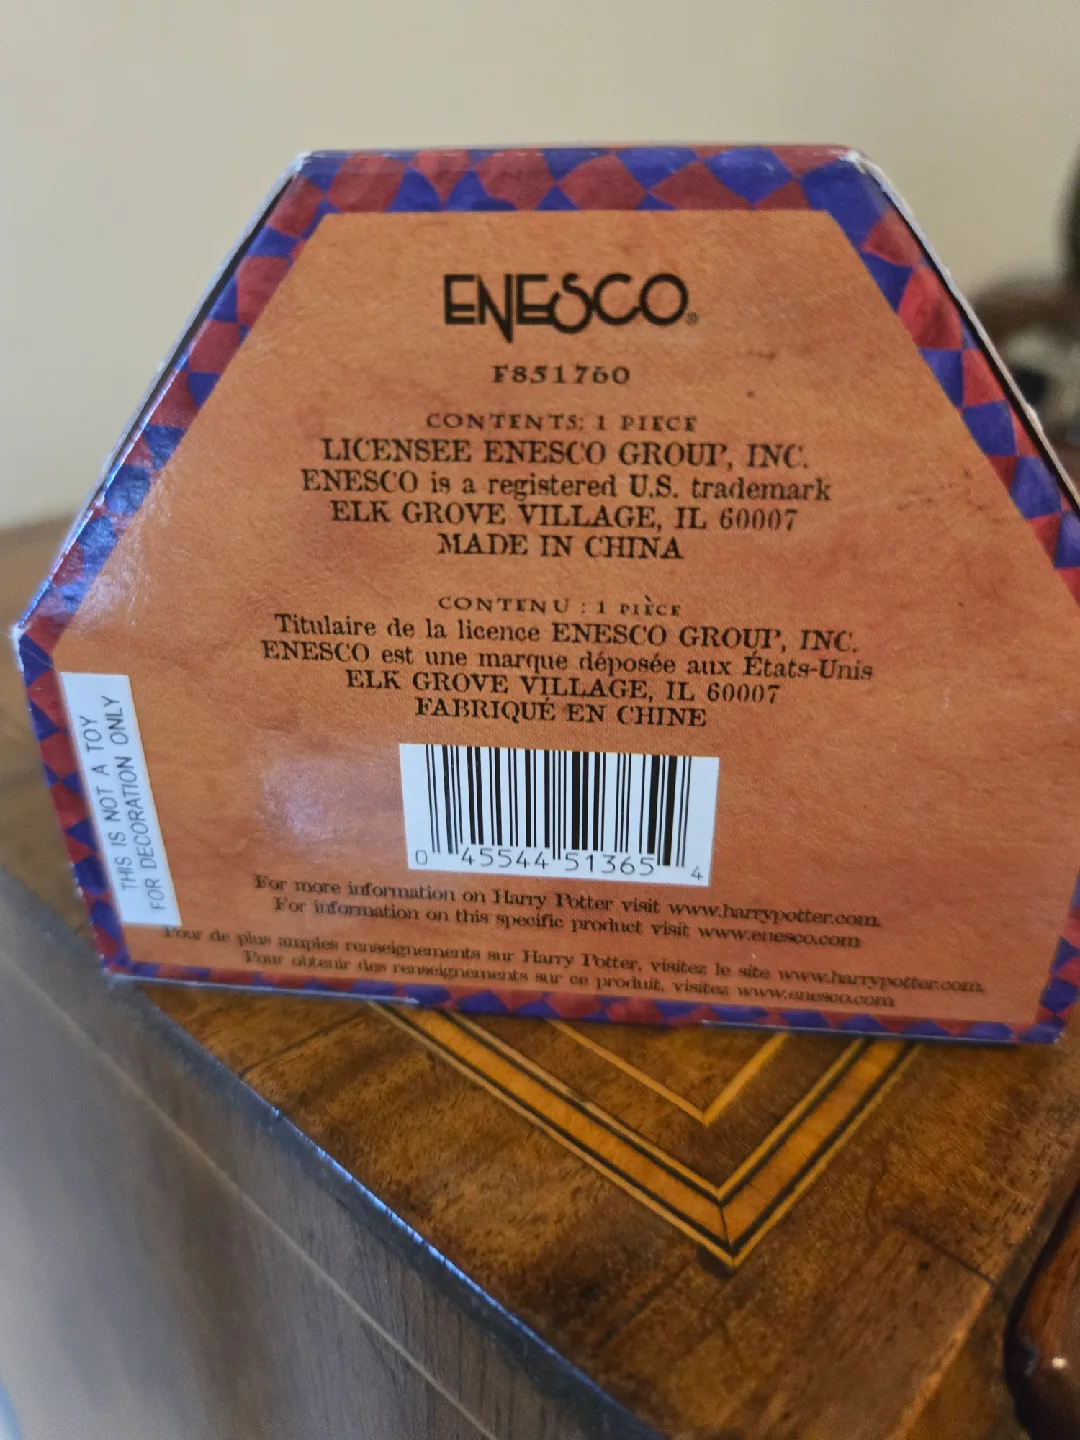 ENESCO®
F851760
CONTENTS: 1 PIECE
LICENSEE ENESCO GROUP, INC.
ENESCO is a registered U.S. trademark
ELK GROVE VILLAGE, IL 60007
MADE IN CHINA
CONTENU : 1 PIÈCE
Titulaire de la licence ENESCO GROUP, INC.
ENESCO est une marque déposée aux États-Unis
ELK GROVE VILLAGE, IL 60007
FABRIQUÉ EN CHINE
THIS IS NOT A TOY
FOR DECORATION ONLY
0 45544 51365 4
For more information on Harry Potter visit www.harrypotter.com.
For information on this specific product visit www.enesco.com
Pour de plus amples renseignements sur Harry Potter, visitez le site www.harrypotter.com.
Pour obtenir des renseignements sur ce produit, visitez www.enesco.com